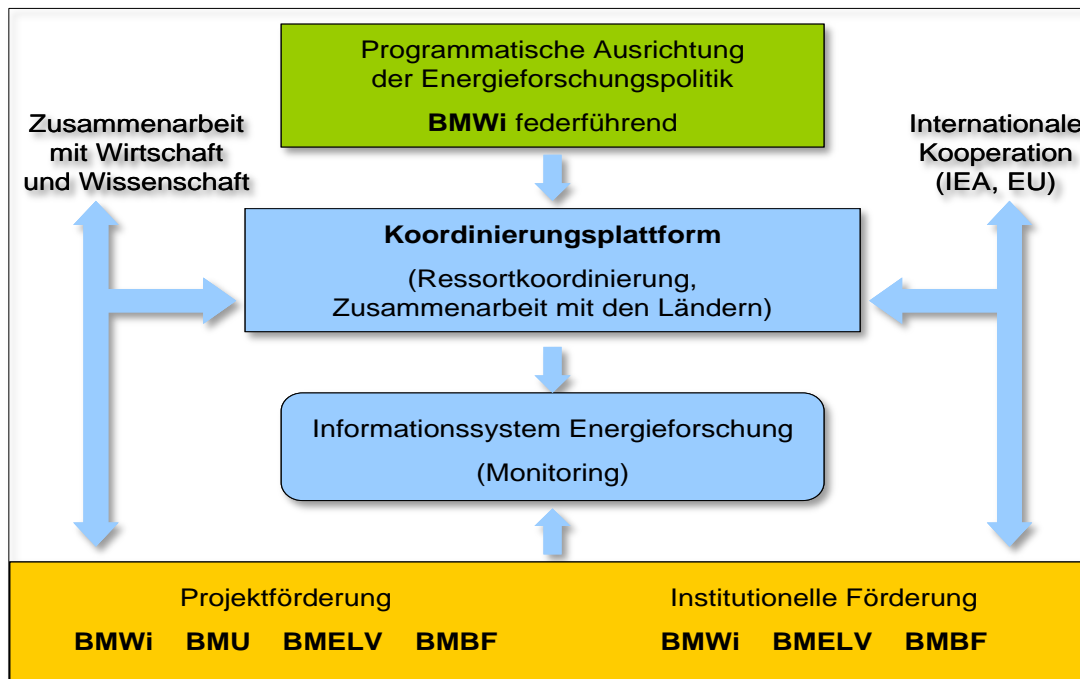 Programmatische Ausrichtung
der Energieforschungspolitik
BMWi federführend
Zusammenarbeit
mit Wirtschaft
und Wissenschaft
Internationale
Kooperation
(IEA, EU)
Koordinierungsplattform
(Ressortkoordinierung,
Zusammenarbeit mit den Ländern)
Informationssystem Energieforschung
(Monitoring)
Projektförderung
BMWi BMU BMELV BMBF
Institutionelle Förderung
BMWi BMELV BMBF